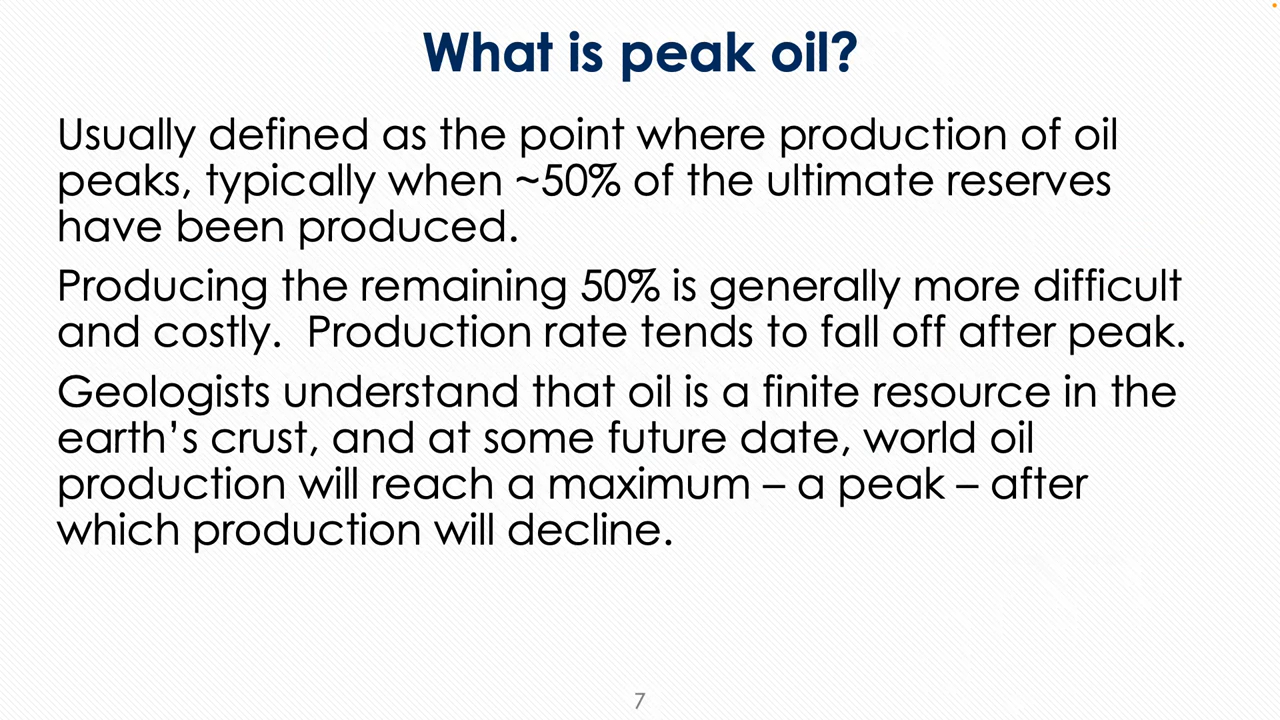 What is peak oil?
Usually defined as the point where production of oil
peaks, typically when ~50% of the ultimate reserves
have been produced.
Producing the remaining 50% is generally more difficult
and costly.  Production rate tends to fall off after peak.
Geologists understand that oil is a finite resource in the
earth’s crust, and at some future date, world oil
production will reach a maximum – a peak – after
which production will decline.
7